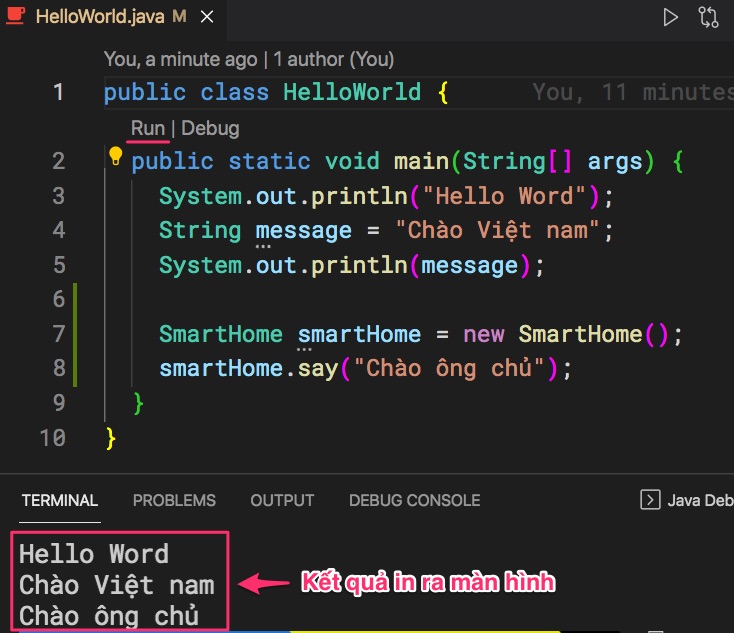 HelloWorld.java M
You, a minute ago | 1 author (You)
1 public class HelloWorld { You, 11 minutes
Run | Debug
2 public static void main(String[] args) {
3 System.out.println("Hello Word");
4 String message = "Chào Việt nam";
5 System.out.println(message);
6
7 SmartHome smartHome = new SmartHome();
8 smartHome.say("Chào ông chủ");
9 }
10 }
TERMINAL PROBLEMS OUTPUT DEBUG CONSOLE Java Deb
Hello Word
Chào Việt nam
Chào ông chủ
Kết quả in ra màn hình